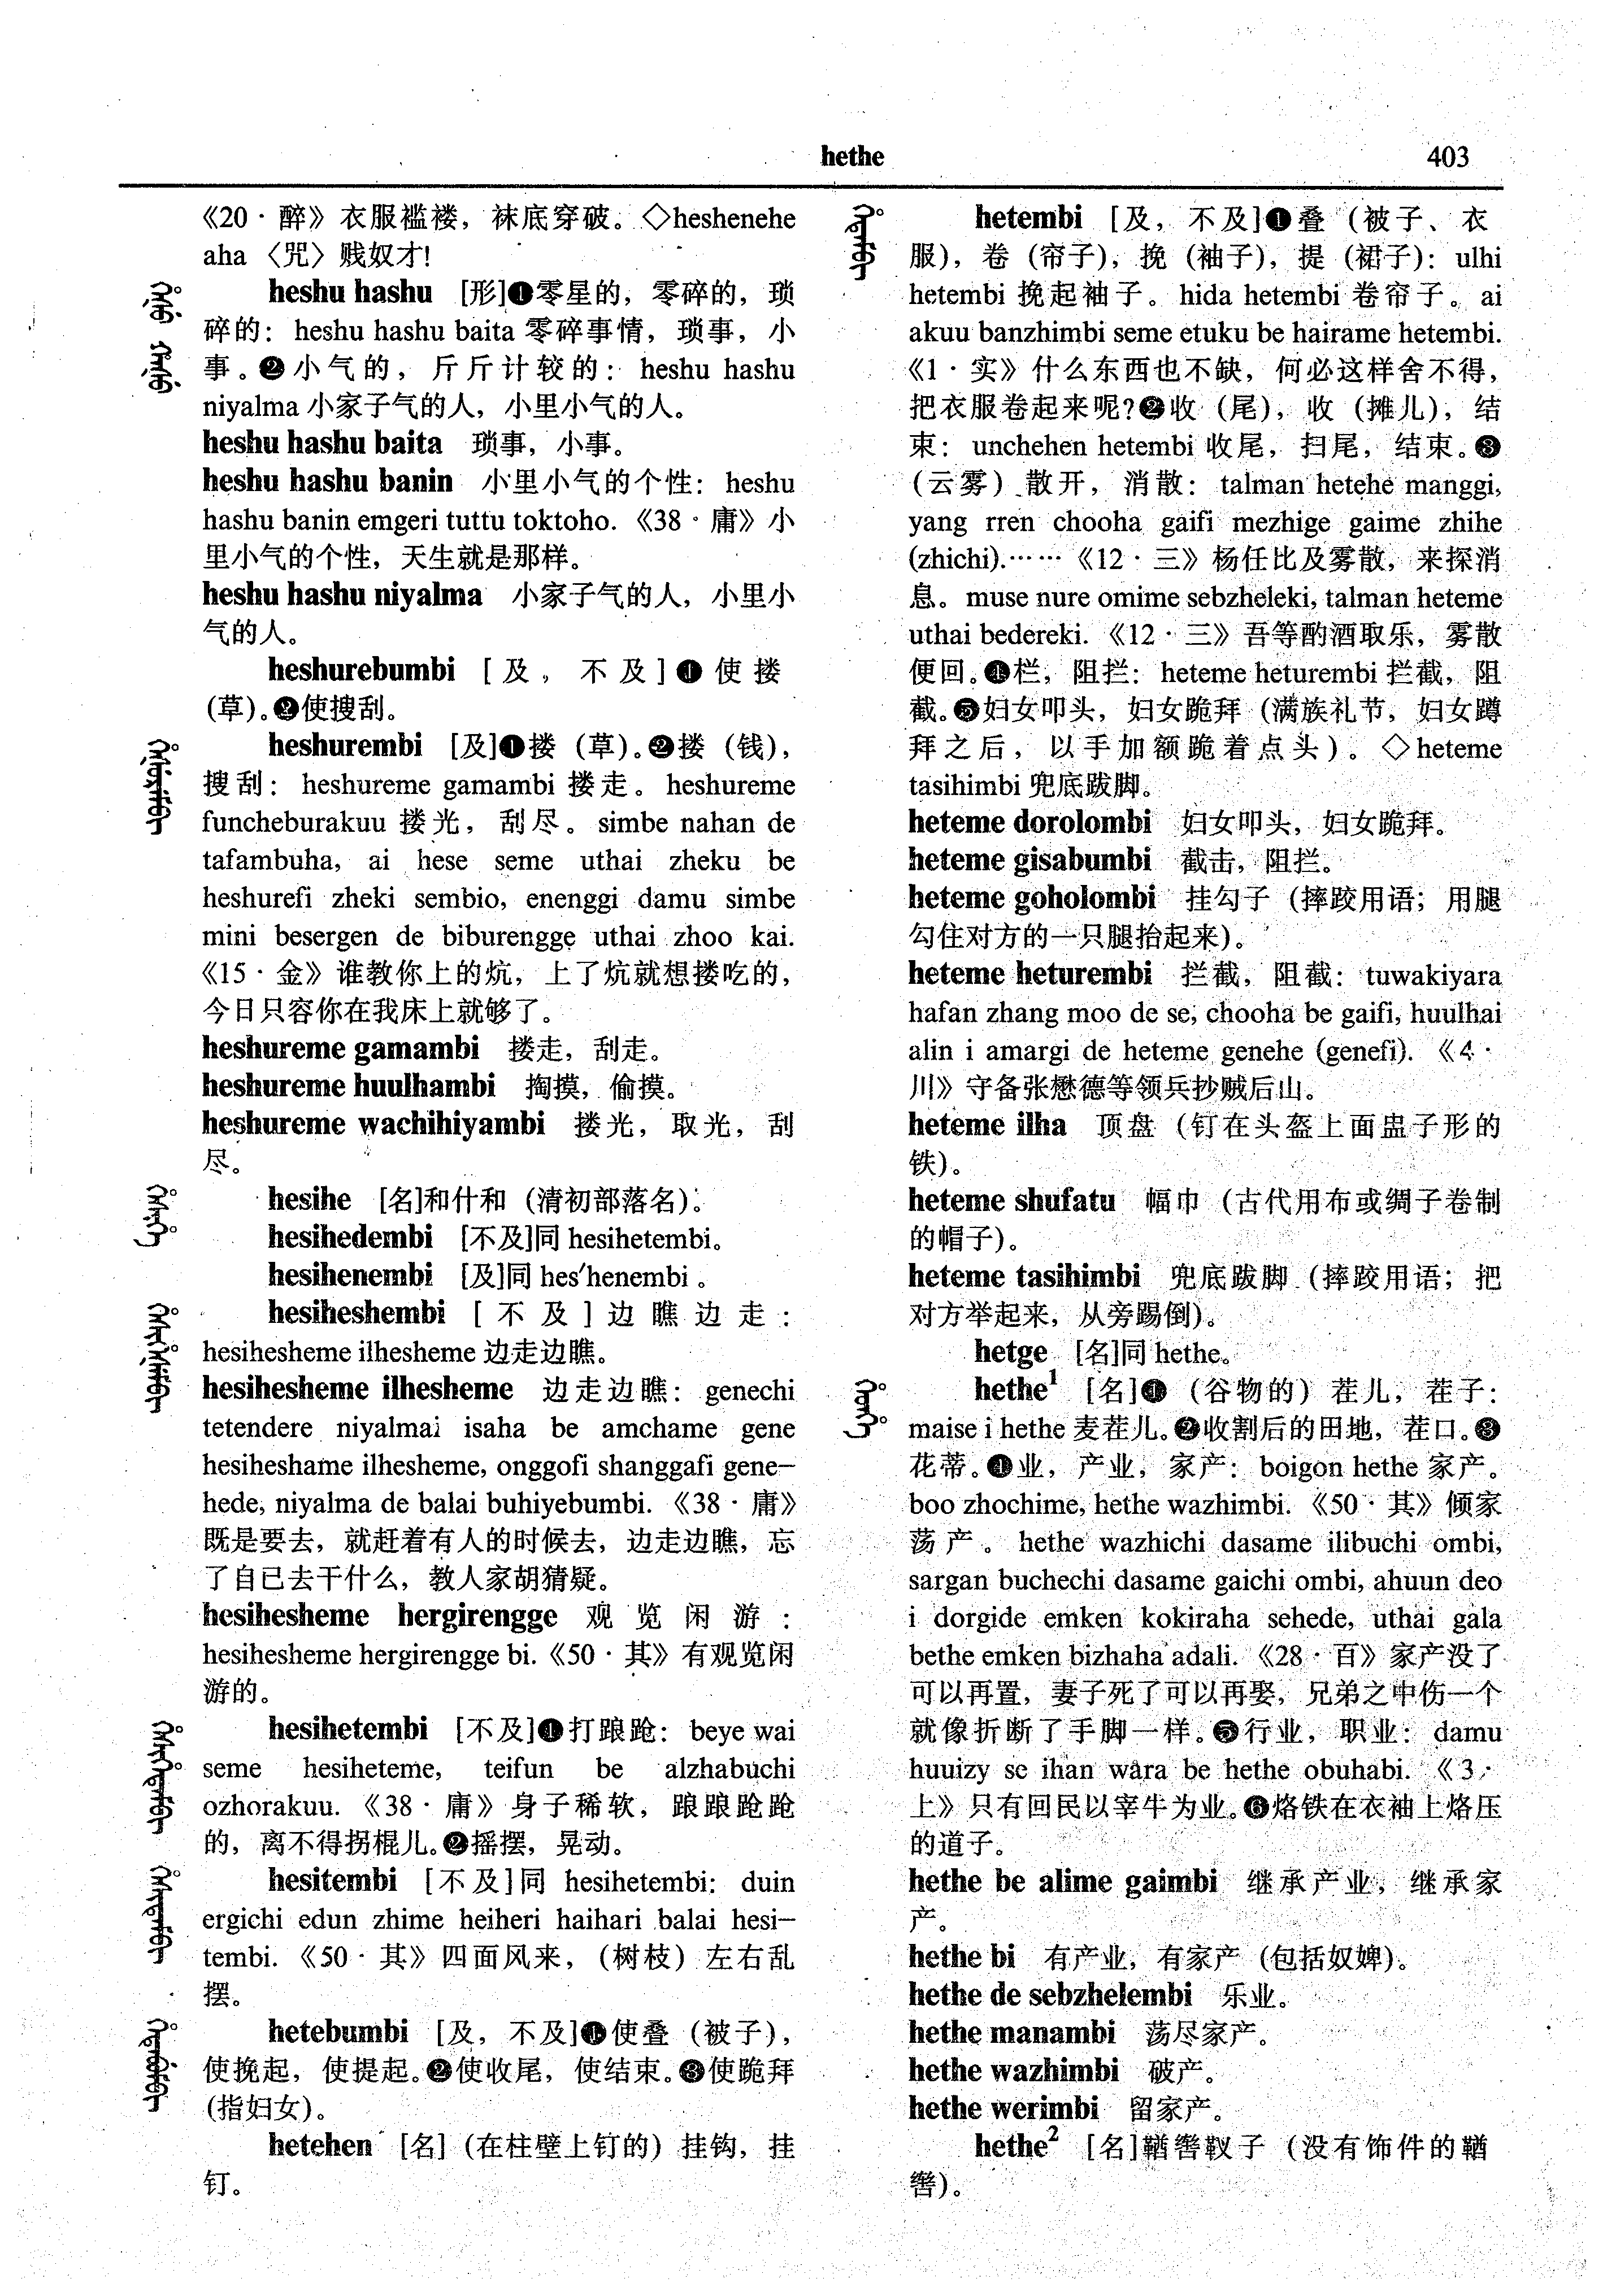 hethe
403
《20·醉》衣服褴褛，袜底穿破。◇heshenehe
aha〈咒〉贱奴才!
heshu hashu [形]❶零星的，零碎的，琐
碎的：heshu hashu baita 零碎事情，琐事，小
事。❷小气的，斤斤计较的：heshu hashu
niyalma 小家子气的人，小里小气的人。
heshu hashu baita 琐事，小事。
heshu hashu banin 小里小气的个性：heshu
hashu banin emgeri tuttu toktoho.《38·庸》小
里小气的个性，天生就是那样。
heshu hashu niyalma 小家子气的人，小里小
气的人。
heshurebumbi [及，不及]❶使搂
(草)。❷使搜刮。
heshurembi [及]❶搂（草)。❷搂（钱)，
搜刮：heshureme gamambi 搂走。heshureme
funcheburakuu 搂光，刮尽。simbe nahan de
tafambuha, ai hese seme uthai zheku be
heshurefi zheki sembio, enenggi damu simbe
mini besergen de biburengge uthai zhoo kai.
《15·金》谁教你上的炕，上了炕就想搂吃的，
今日只容你在我床上就够了。
heshureme gamambi 搂走，刮走。
heshureme huulhambi 掏摸，偷摸。
heshureme wachihiyambi 搂光，取光，刮
尽。
hesihe [名]和什和（清初部落名)。
hesihedembi [不及]同 hesihetembi。
hesihenembi [及]同 hes'henembi。
hesiheshembi [不及]边瞧边走：
hesihesheme ilhesheme 边走边瞧。
hesihesheme ilhesheme 边走边瞧：genechi
tetendere niyalmai isaha be amchame gene
hesiheshame ilhesheme, onggofi shanggafi gene-
hede, niyalma de balai buhiyebumbi.《38·庸》
既是要去，就赶着有人的时候去，边走边瞧，忘
了自已去干什么，教人家胡猜疑。
hesihesheme hergirengge 观览闲游：
hesihesheme hergirengge bi.《50·其》有观览闲
游的。
hesihetembi [不及]❶打踉跄：beye wai
seme hesiheteme, teifun be alzhabuchi
ozhorakuu.《38·庸》身子稀软，踉踉跄跄
的，离不得拐棍儿。❷摇摆，晃动。
hesitembi [不及]同 hesihetembi：duin
ergichi edun zhime heiheri haihari balai hesi-
tembi.《50·其》四面风来，(树枝）左右乱
摆。
hetebumbi [及，不及]❶使叠（被子)，
使挽起，使提起。❷使收尾，使结束。❸使跪拜
(指妇女)。
hetehen [名]（在柱壁上钉的）挂钩，挂
钉。
hetembi [及，不及]❶叠（被子、衣
服)，卷（帘子)，挽（袖子)，提（裙子)：ulhi
hetembi 挽起袖子。hida hetembi 卷帘子。ai
akuu banzhimbi seme etuku be hairame hetembi.
《1·实》什么东西也不缺，何必这样舍不得，
把衣服卷起来呢?❷收（尾)，收（摊儿)，结
束：unchehen hetembi 收尾，扫尾，结束。❸
(云雾）散开，消散：talman hetehe manggi,
yang rren chooha gaifi mezhige gaime zhihe
(zhichi).……《12·三》杨任比及雾散，来探消
息。muse nure omime sebzheleki, talman heteme
uthai bedereki.《12·三》吾等酌酒取乐，雾散
便回。❹栏，阻拦：heteme heturembi 拦截，阻
截。❺妇女叩头，妇女跪拜（满族礼节，妇女蹲
拜之后，以手加额跪着点头)。◇heteme
tasihimbi 兜底跋脚。
heteme dorolombi 妇女叩头，妇女跪拜。
heteme gisabumbi 截击，阻拦。
heteme goholombi 挂勾子（摔跤用语；用腿
勾住对方的一只腿抬起来)。
heteme heturembi 拦截，阻截：tuwakiyara
hafan zhang moo de se, chooha be gaifi, huulhai
alin i amargi de heteme genehe (genefi).《4·
川》守备张懋德等领兵抄贼后山。
heteme ilha 顶盘（钉在头盔上面盅子形的
铁)。
heteme shufatu 幅巾（古代用布或绸子卷制
的帽子)。
heteme tasihimbi 兜底跋脚（摔跤用语；把
对方举起来，从旁踢倒)。
hetge [名]同 hethe。
hethe¹ [名]❶（谷物的）茬儿，茬子：
maise i hethe 麦茬儿。❷收割后的田地，茬口。❸
花蒂。❹业，产业，家产：boigon hethe 家产。
boo zhochime, hethe wazhimbi.《50·其》倾家
荡产。hethe wazhichi dasame ilibuchi ombi,
sargan buchechi dasame gaichi ombi, ahuun deo
i dorgide emken kokiraha sehede, uthai gala
bethe emken bizhaha adali.《28·百》家产没了
可以再置，妻子死了可以再娶，兄弟之中伤一个
就像折断了手脚一样。❺行业，职业：damu
huuizy se ihan wara be hethe obuhabi.《3·
上》只有回民以宰牛为业。❻烙铁在衣袖上烙压
的道子。
hethe be alime gaimbi 继承产业，继承家
产。
hethe bi 有产业，有家产（包括奴婢)。
hethe de sebzhelembi 乐业。
hethe manambi 荡尽家产。
hethe wazhimbi 破产。
hethe werimbi 留家产。
hethe² [名]鞧辔靫子（没有饰件的鞧
辔)。